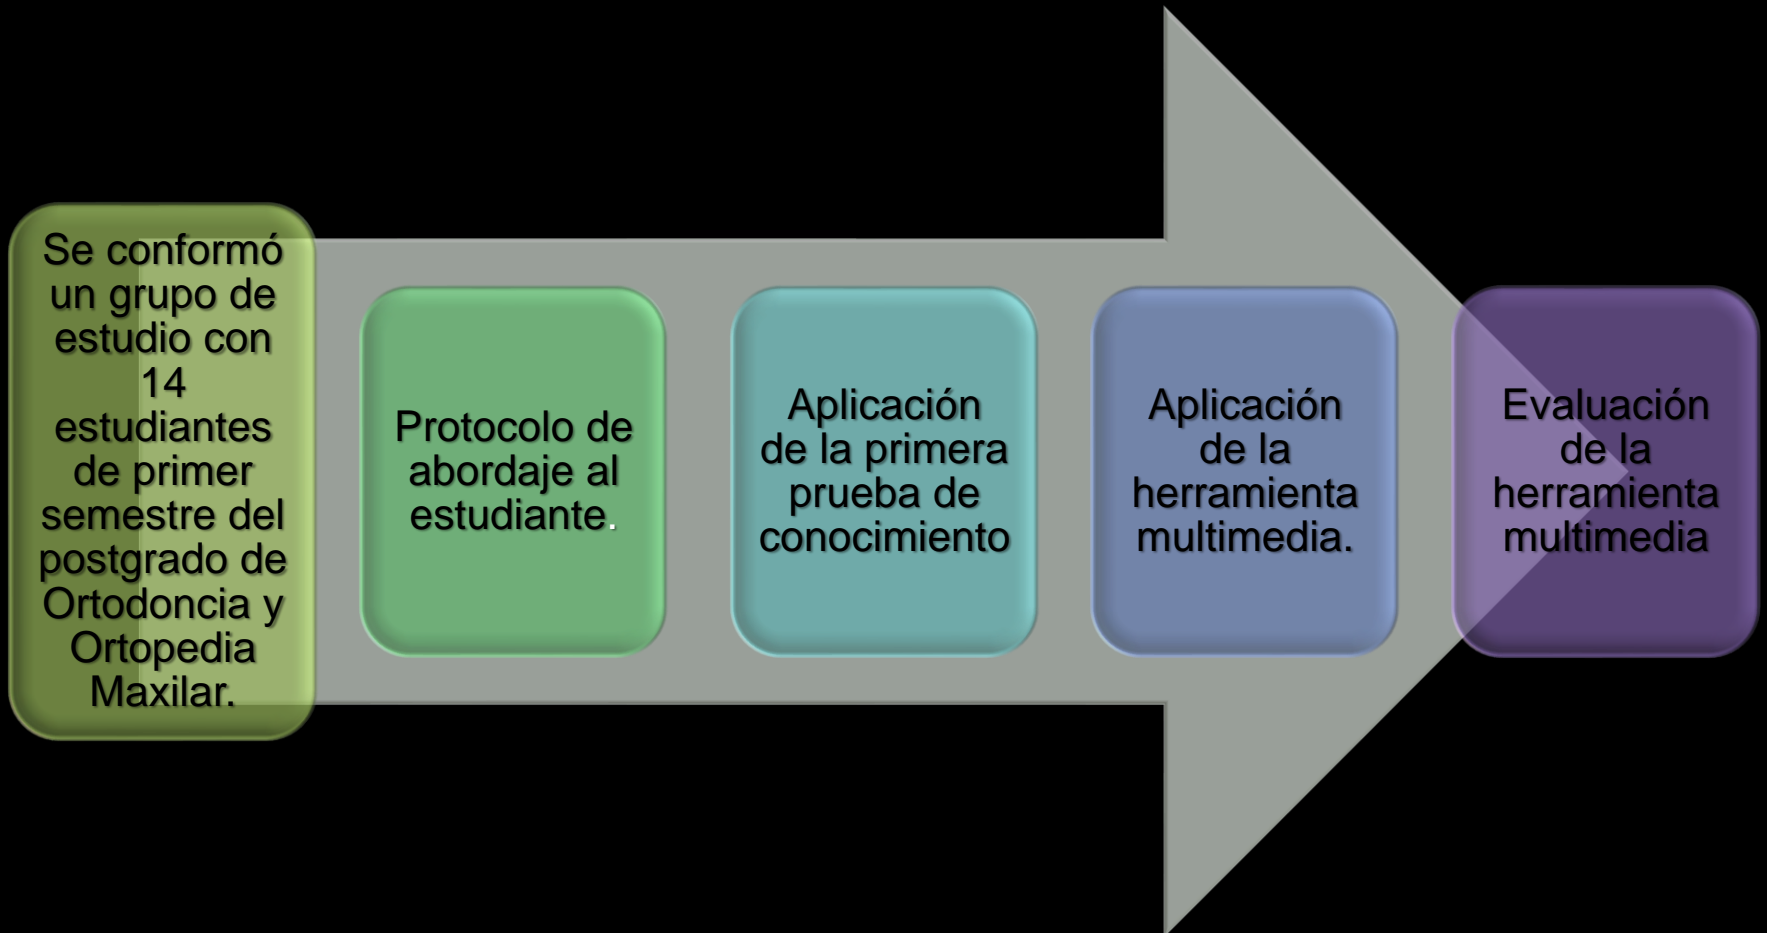 Se conformó
un grupo de
estudio con
14
estudiantes
de primer
semestre del
postgrado de
Ortodoncia y
Ortopedia
Maxilar.
Protocolo de
abordaje al
estudiante.
Aplicación
de la primera
prueba de
conocimiento
Aplicación
de la
herramienta
multimedia.
Evaluación
de la
herramienta
multimedia